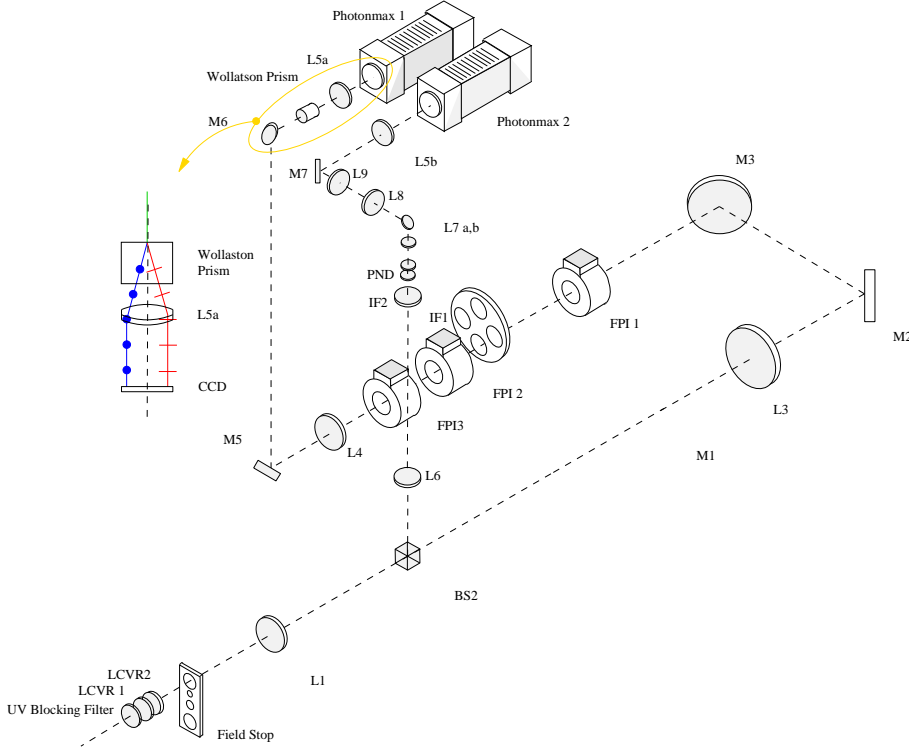 Photonmax 1
L5a
Wollatson Prism
M6
Photonmax 2
L5b
M7
L9
L8
M3
L7 a,b
Wollaston
Prism
PND
IF2
IF1
FPI 1
L5a
M2
CCD
FPI 2
L3
FPI3
M5
L4
M1
L6
BS2
LCVR2
L1
LCVR 1
UV Blocking Filter
Field Stop